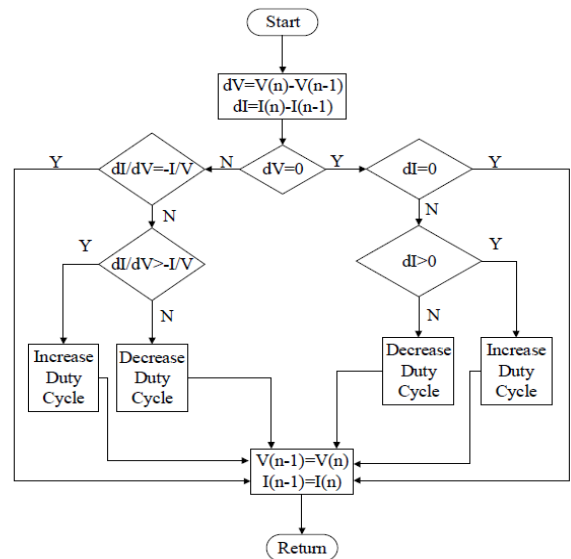 Start
dV=V(n)-V(n-1)
dI=I(n)-I(n-1)
Y
dI/dV=-I/V
N
dV=0
Y
dI=0
Y
N
N
Y
dI/dV>-I/V
dI>0
Y
N
N
Increase
Duty
Cycle
Decrease
Duty
Cycle
Decrease
Duty
Cycle
Increase
Duty
Cycle
V(n-1)=V(n)
I(n-1)=I(n)
Return